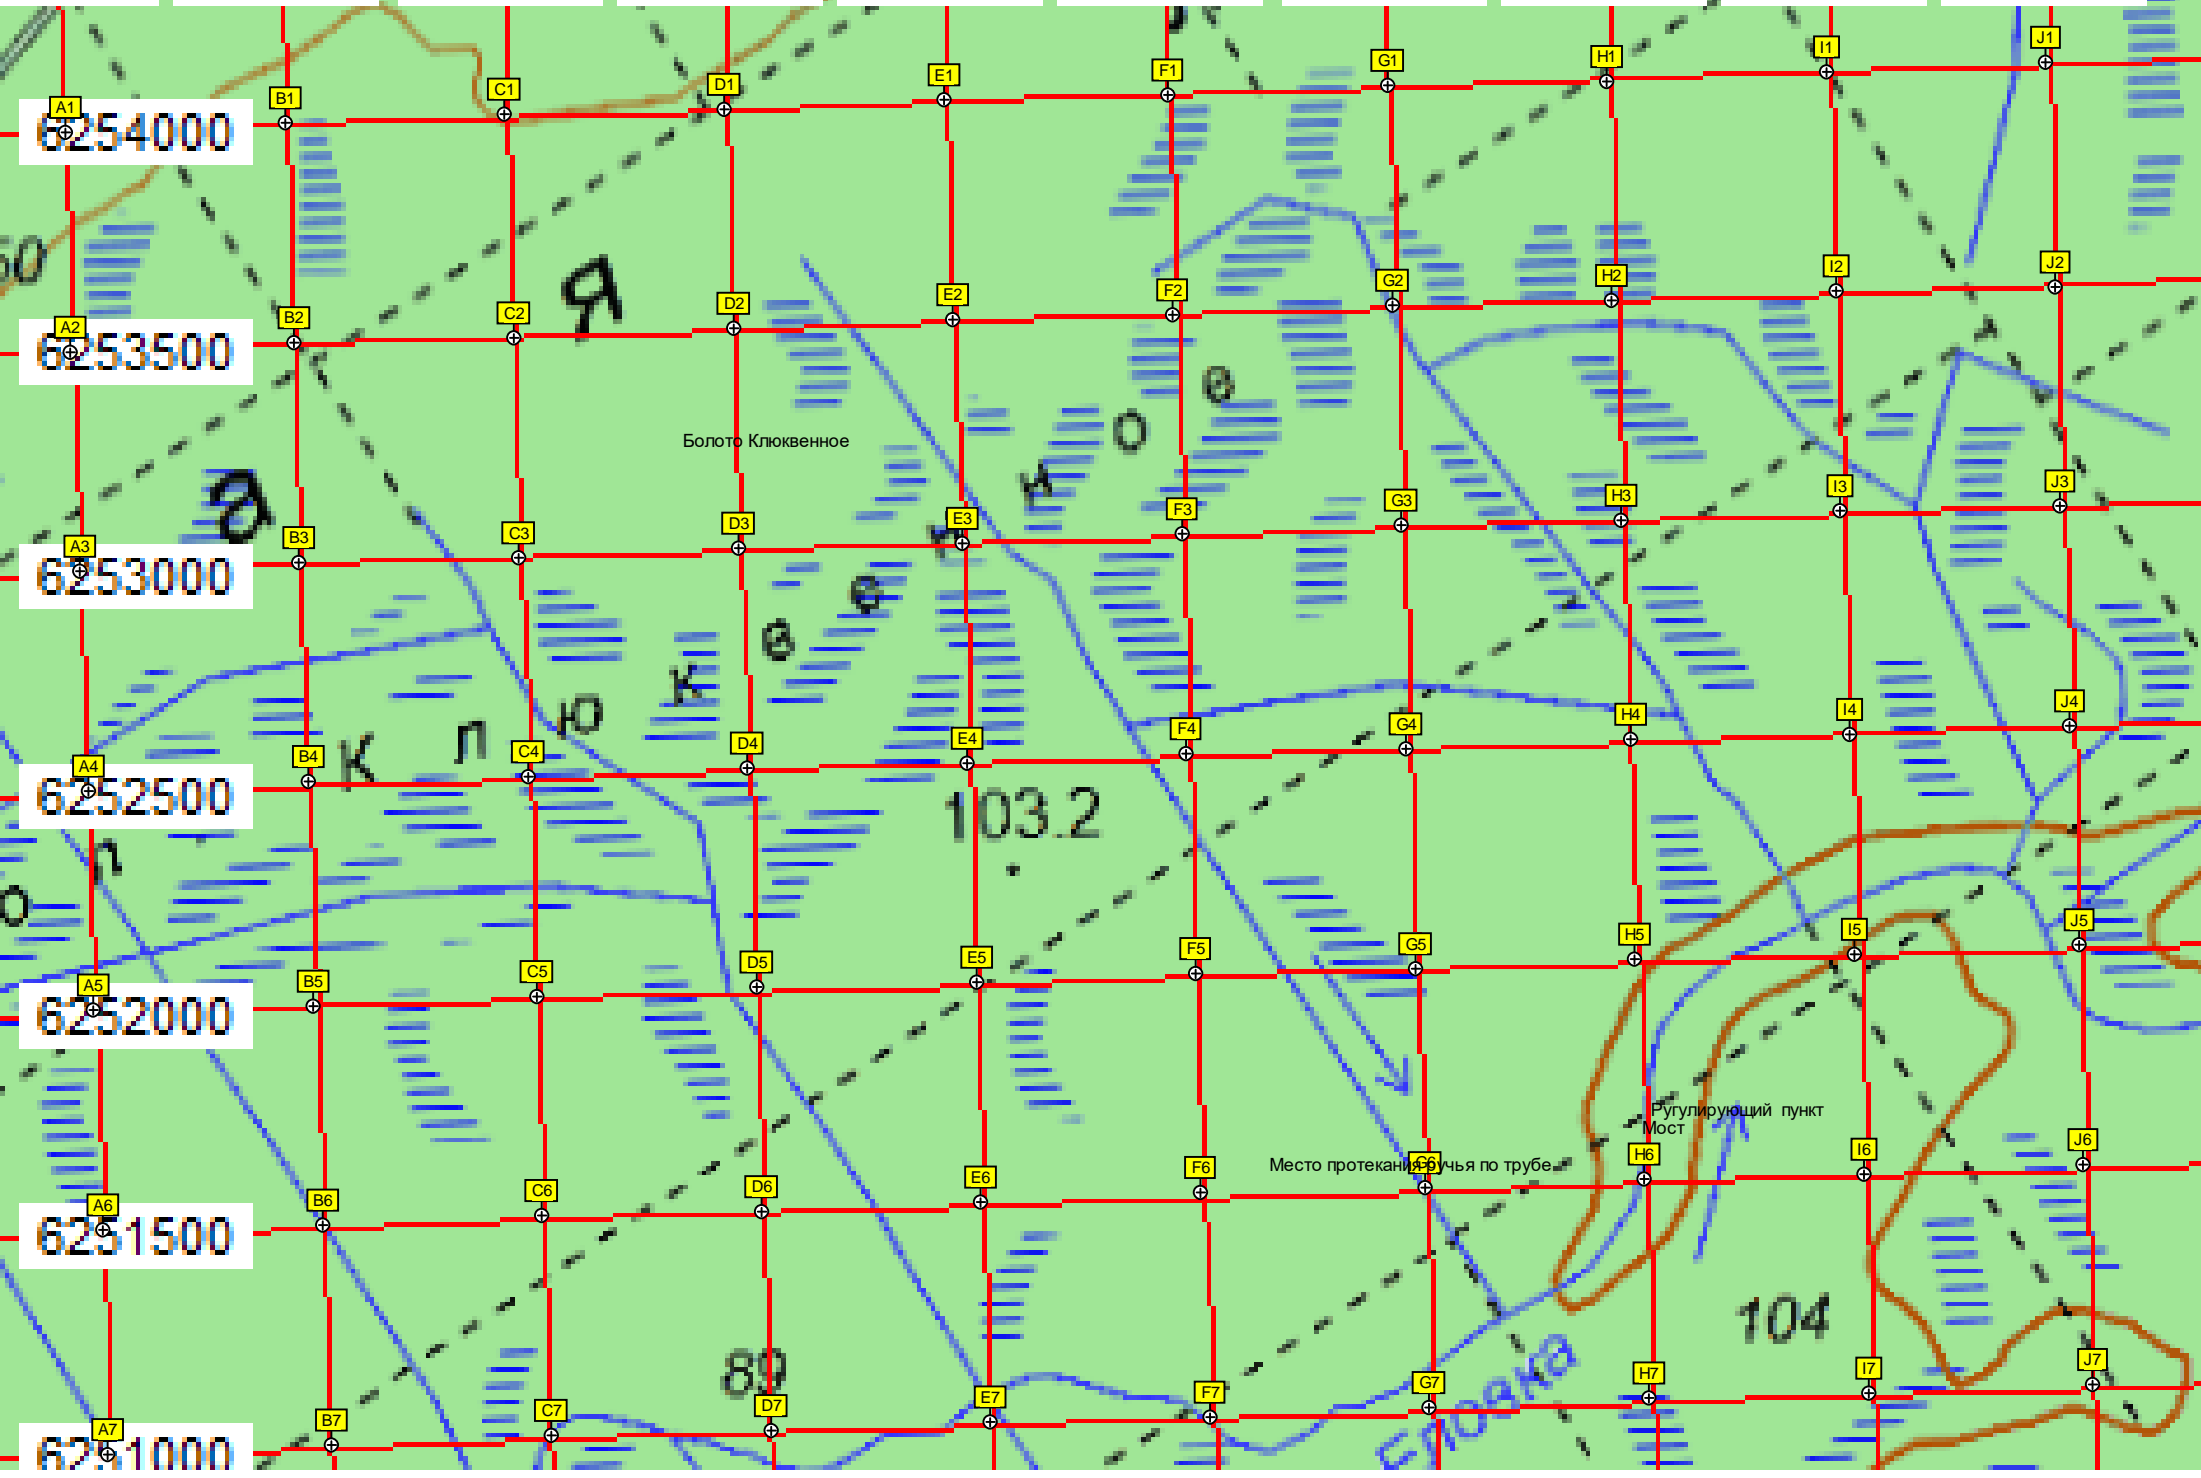 A1 B1 C1 D1 E1 F1 G1 H1 I1 J1
6254000
50
Я
A2 B2 C2 D2 E2 F2 G2 H2 I2 J2
6253500
Болото Клюквенное
а
A3 B3 C3 D3 E3 F3 G3 H3 I3 J3
6253000
Клюквенное
A4 B4 C4 D4 E4 F4 G4 H4 I4 J4
6252500
103.2
о л
A5 B5 C5 D5 E5 F5 G5 H5 I5 J5
6252000
Ругулирующий пункт
Мост
Место протекания ручья по трубе
A6 B6 C6 D6 E6 F6 G6 H6 I6 J6
6251500
104
89
Еловка
A7 B7 C7 D7 E7 F7 G7 H7 I7 J7
6251000